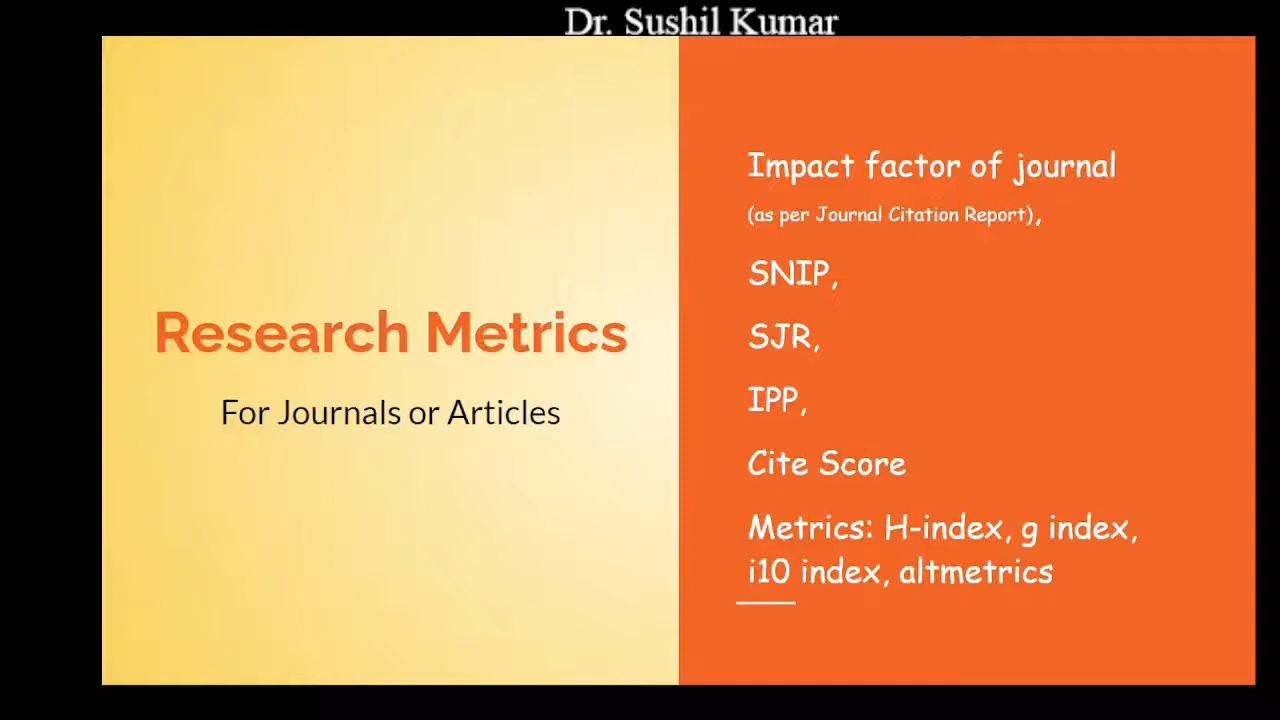 Dr. Sushil Kumar
Research Metrics
For Journals or Articles
Impact factor of journal
(as per Journal Citation Report),
SNIP,
SJR,
IPP,
Cite Score
Metrics: H-index, g index,
i10 index, altmetrics